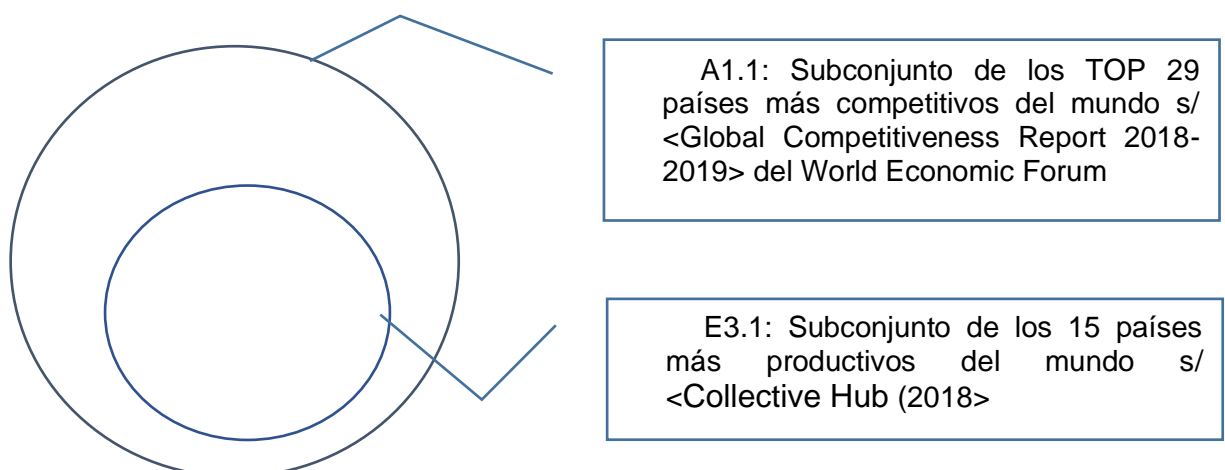 A1.1: Subconjunto de los TOP 29
países más competitivos del mundo s/
<Global Competitiveness Report 2018-
2019> del World Economic Forum
E3.1: Subconjunto de los 15 países
más productivos del mundo s/
<Collective Hub (2018>